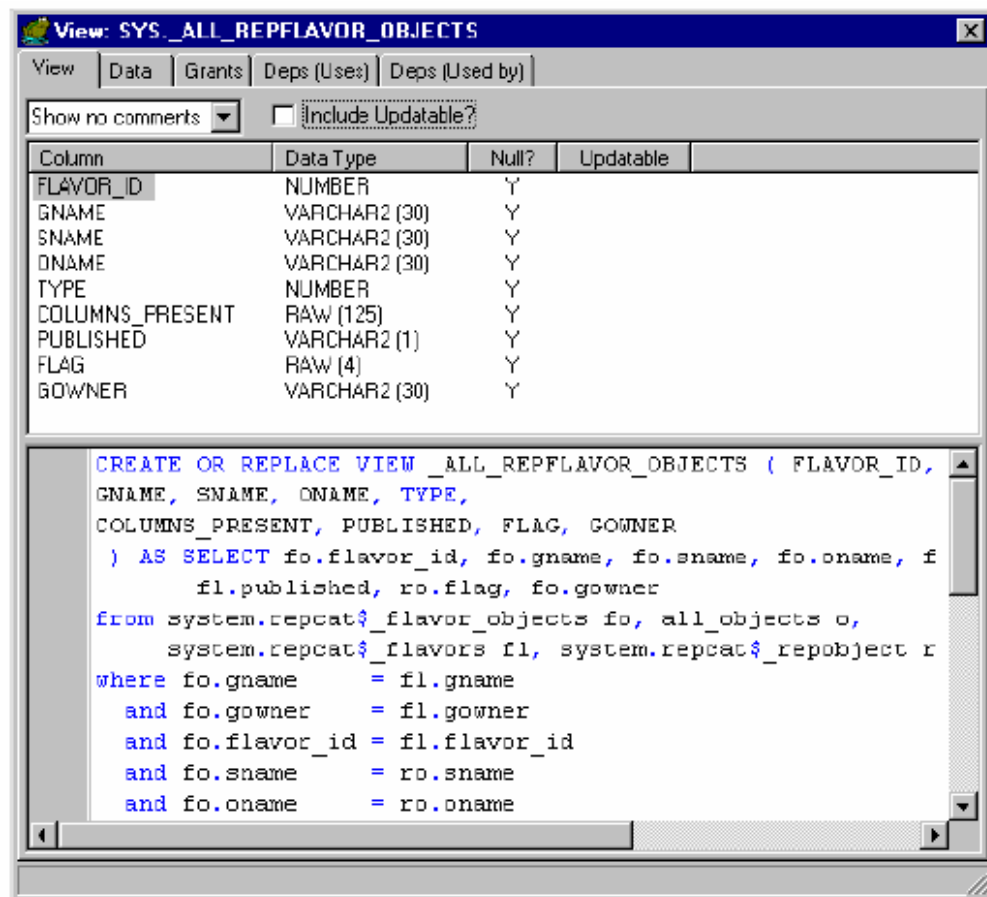 View: SYS._ALL_REPFLAVOR_OBJECTS
View Data Grants Deps (Uses) Deps (Used by)
Show no comments Include Updatable?
Column Data Type Null? Updatable
FLAVOR_ID NUMBER Y
GNAME VARCHAR2 (30) Y
SNAME VARCHAR2 (30) Y
ONAME VARCHAR2 (30) Y
TYPE NUMBER Y
COLUMNS_PRESENT RAW (125) Y
PUBLISHED VARCHAR2 (1) Y
FLAG RAW (4) Y
GOWNER VARCHAR2 (30) Y
CREATE OR REPLACE VIEW _ALL_REPFLAVOR_OBJECTS ( FLAVOR_ID,
GNAME, SNAME, ONAME, TYPE,
COLUMNS_PRESENT, PUBLISHED, FLAG, GOWNER
) AS SELECT fo.flavor_id, fo.gname, fo.sname, fo.oname, f
fl.published, ro.flag, fo.gowner
from system.repcat$_flavor_objects fo, all_objects o,
system.repcat$_flavors fl, system.repcat$_repobject r
where fo.gname = fl.gname
and fo.gowner = fl.gowner
and fo.flavor_id = fl.flavor_id
and fo.sname = ro.sname
and fo.oname = ro.oname